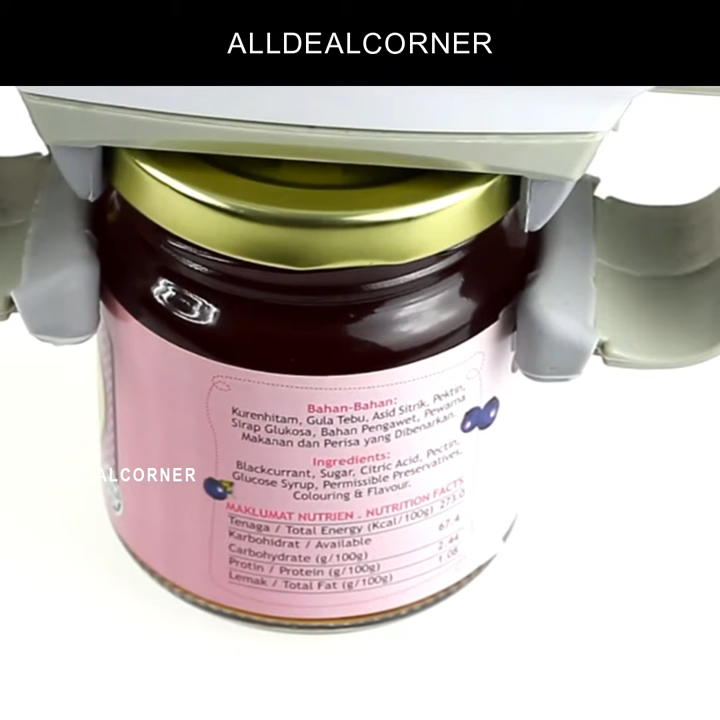 ALLDEALCORNER
Bahan-Bahan:
Kurenhitam, Gula Tebu, Asid Sitrik, Pektin,
Sirap Glukosa, Bahan Pengawet, Pewarna
Makanan dan Perisa yang Dibenarkan.
Ingredients:
Blackcurrant, Sugar, Citric Acid, Pectin,
Glucose Syrup, Permissible Preservatives,
Colouring & Flavour.
ALCORNER
MAKLUMAT NUTRIEN . NUTRITION FACTS
Tenaga / Total Energy (Kcal/100g) 273.0
Karbohidrat / Available
Carbohydrate (g/100g) 67.4
Protin / Protein (g/100g) 2.44
Lemak / Total Fat (g/100g) 1.08